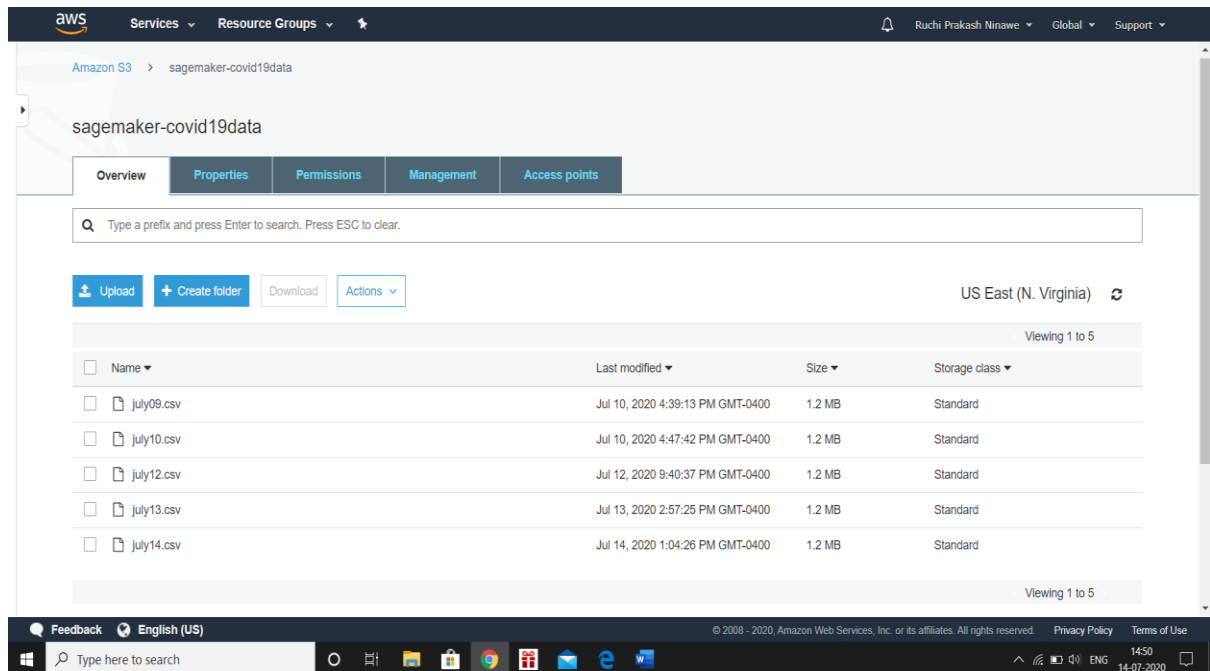 aws Services Resource Groups Ruchi Prakash Ninawe Global Support
Amazon S3 > sagemaker-covid19data
sagemaker-covid19data
Overview Properties Permissions Management Access points
Type a prefix and press Enter to search. Press ESC to clear.
Upload + Create folder Download Actions US East (N. Virginia)
Viewing 1 to 5
Name Last modified Size Storage class
july09.csv Jul 10, 2020 4:39:13 PM GMT-0400 1.2 MB Standard
july10.csv Jul 10, 2020 4:47:42 PM GMT-0400 1.2 MB Standard
july12.csv Jul 12, 2020 9:40:37 PM GMT-0400 1.2 MB Standard
july13.csv Jul 13, 2020 2:57:25 PM GMT-0400 1.2 MB Standard
july14.csv Jul 14, 2020 1:04:26 PM GMT-0400 1.2 MB Standard
Viewing 1 to 5
Feedback English (US) © 2008 - 2020, Amazon Web Services, Inc. or its affiliates. All rights reserved. Privacy Policy Terms of Use
Type here to search ENG 14:50
14-07-2020